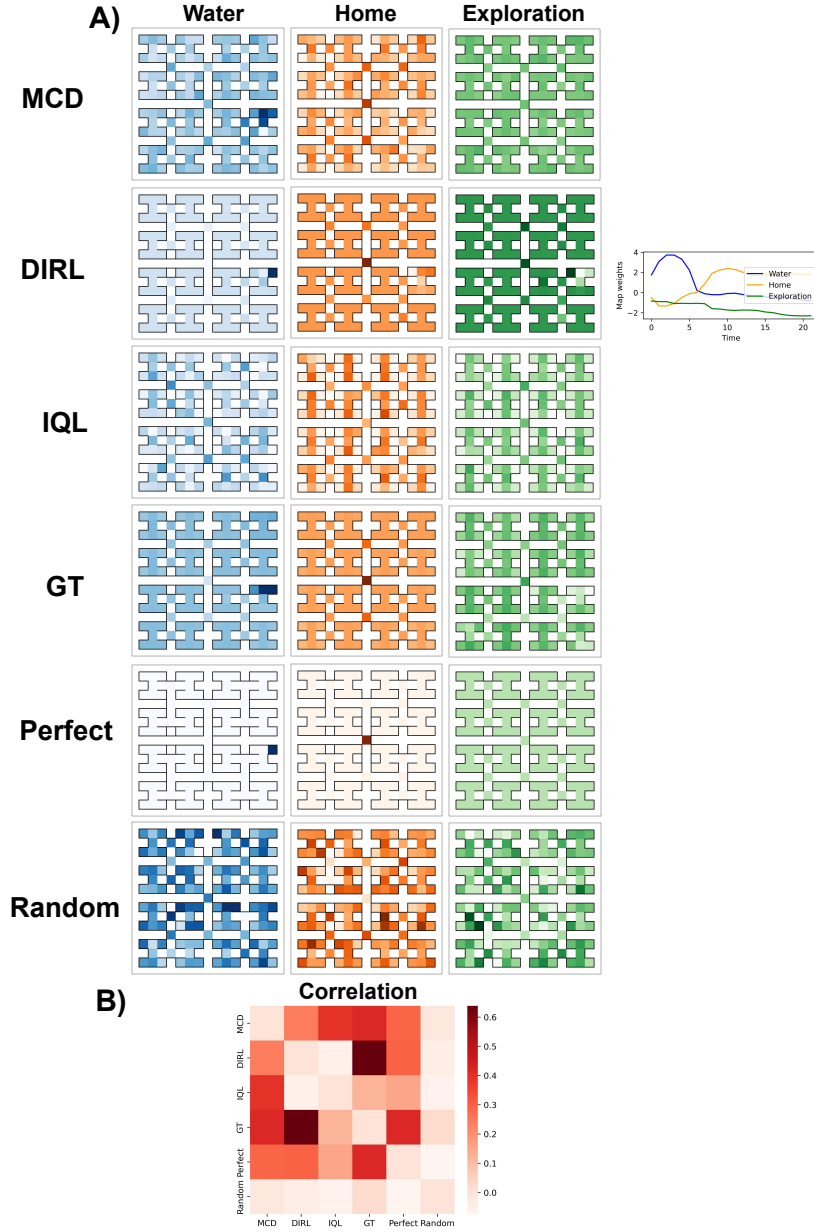 A)
Water
Home
Exploration
MCD
DIRL
4
2
0
−2
Map weights
Water
Home
Exploration
0
5
10
15
20
Time
IQL
GT
Perfect
Random
B)
Correlation
MCD
DIRL
IQL
GT
Perfect
Random
MCD
DIRL
IQL
GT
Perfect
Random
0.6
0.5
0.4
0.3
0.2
0.1
0.0